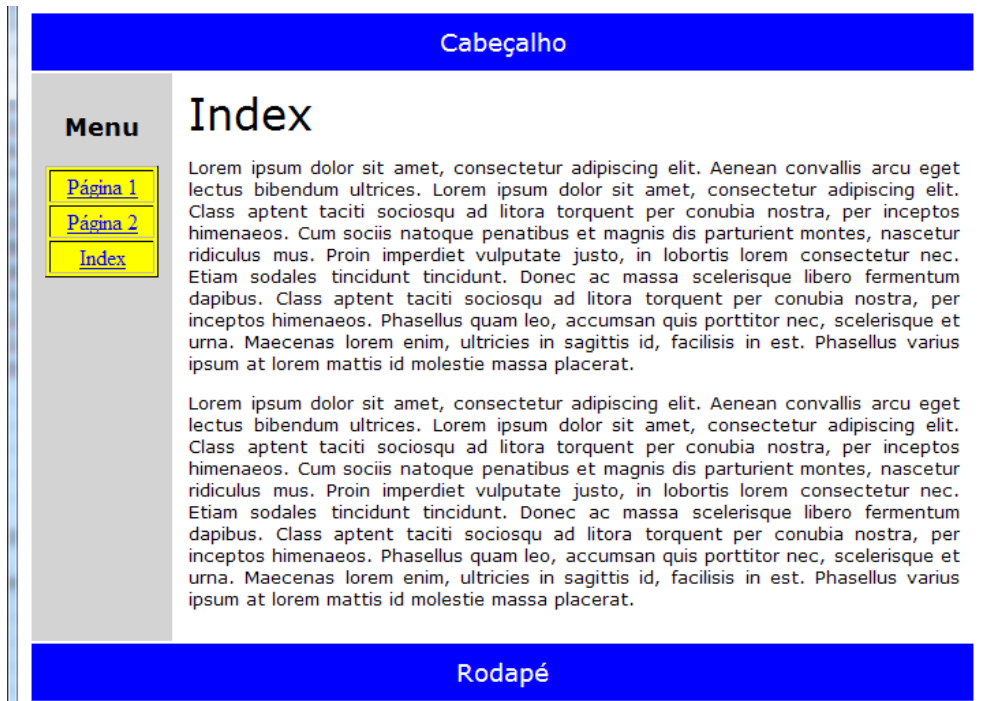 Cabeçalho
Menu
Página 1
Página 2
Index
Index
Lorem ipsum dolor sit amet, consectetur adipiscing elit. Aenean convallis arcu eget
lectus bibendum ultrices. Lorem ipsum dolor sit amet, consectetur adipiscing elit.
Class aptent taciti sociosqu ad litora torquent per conubia nostra, per inceptos
himenaeos. Cum sociis natoque penatibus et magnis dis parturient montes, nascetur
ridiculus mus. Proin imperdiet vulputate justo, in lobortis lorem consectetur nec.
Etiam sodales tincidunt tincidunt. Donec ac massa scelerisque libero fermentum
dapibus. Class aptent taciti sociosqu ad litora torquent per conubia nostra, per
inceptos himenaeos. Phasellus quam leo, accumsan quis porttitor nec, scelerisque et
urna. Maecenas lorem enim, ultricies in sagittis id, facilisis in est. Phasellus varius
ipsum at lorem mattis id molestie massa placerat.
Lorem ipsum dolor sit amet, consectetur adipiscing elit. Aenean convallis arcu eget
lectus bibendum ultrices. Lorem ipsum dolor sit amet, consectetur adipiscing elit.
Class aptent taciti sociosqu ad litora torquent per conubia nostra, per inceptos
himenaeos. Cum sociis natoque penatibus et magnis dis parturient montes, nascetur
ridiculus mus. Proin imperdiet vulputate justo, in lobortis lorem consectetur nec.
Etiam sodales tincidunt tincidunt. Donec ac massa scelerisque libero fermentum
dapibus. Class aptent taciti sociosqu ad litora torquent per conubia nostra, per
inceptos himenaeos. Phasellus quam leo, accumsan quis porttitor nec, scelerisque et
urna. Maecenas lorem enim, ultricies in sagittis id, facilisis in est. Phasellus varius
ipsum at lorem mattis id molestie massa placerat.
Rodapé